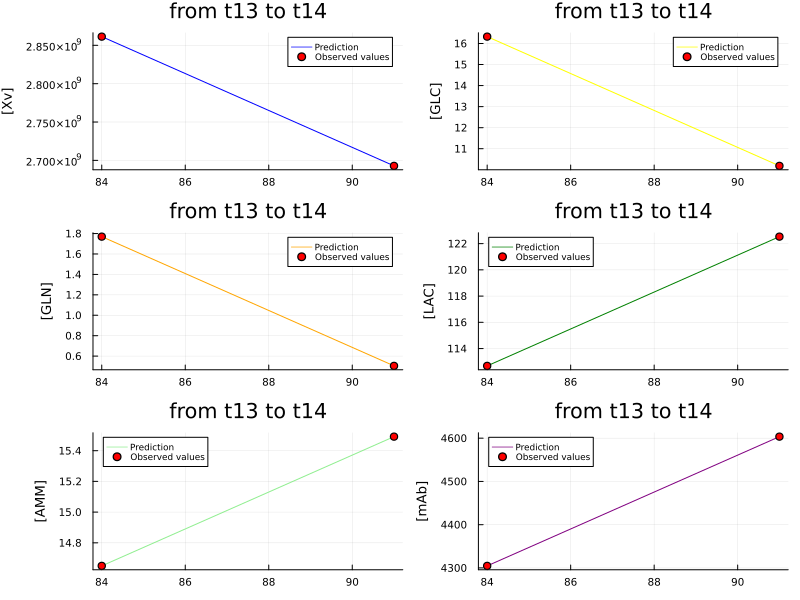 from t13 to t14
[Xv]
2.850×10⁹
2.800×10⁹
2.750×10⁹
2.700×10⁹
84
86
88
90
Prediction
Observed values
from t13 to t14
[GLC]
16
15
14
13
12
11
84
86
88
90
Prediction
Observed values
from t13 to t14
[GLN]
1.8
1.6
1.4
1.2
1.0
0.8
0.6
84
86
88
90
Prediction
Observed values
from t13 to t14
[LAC]
122
120
118
116
114
84
86
88
90
Prediction
Observed values
from t13 to t14
[AMM]
15.4
15.2
15.0
14.8
84
86
88
90
Prediction
Observed values
from t13 to t14
[mAb]
4600
4500
4400
4300
84
86
88
90
Prediction
Observed values